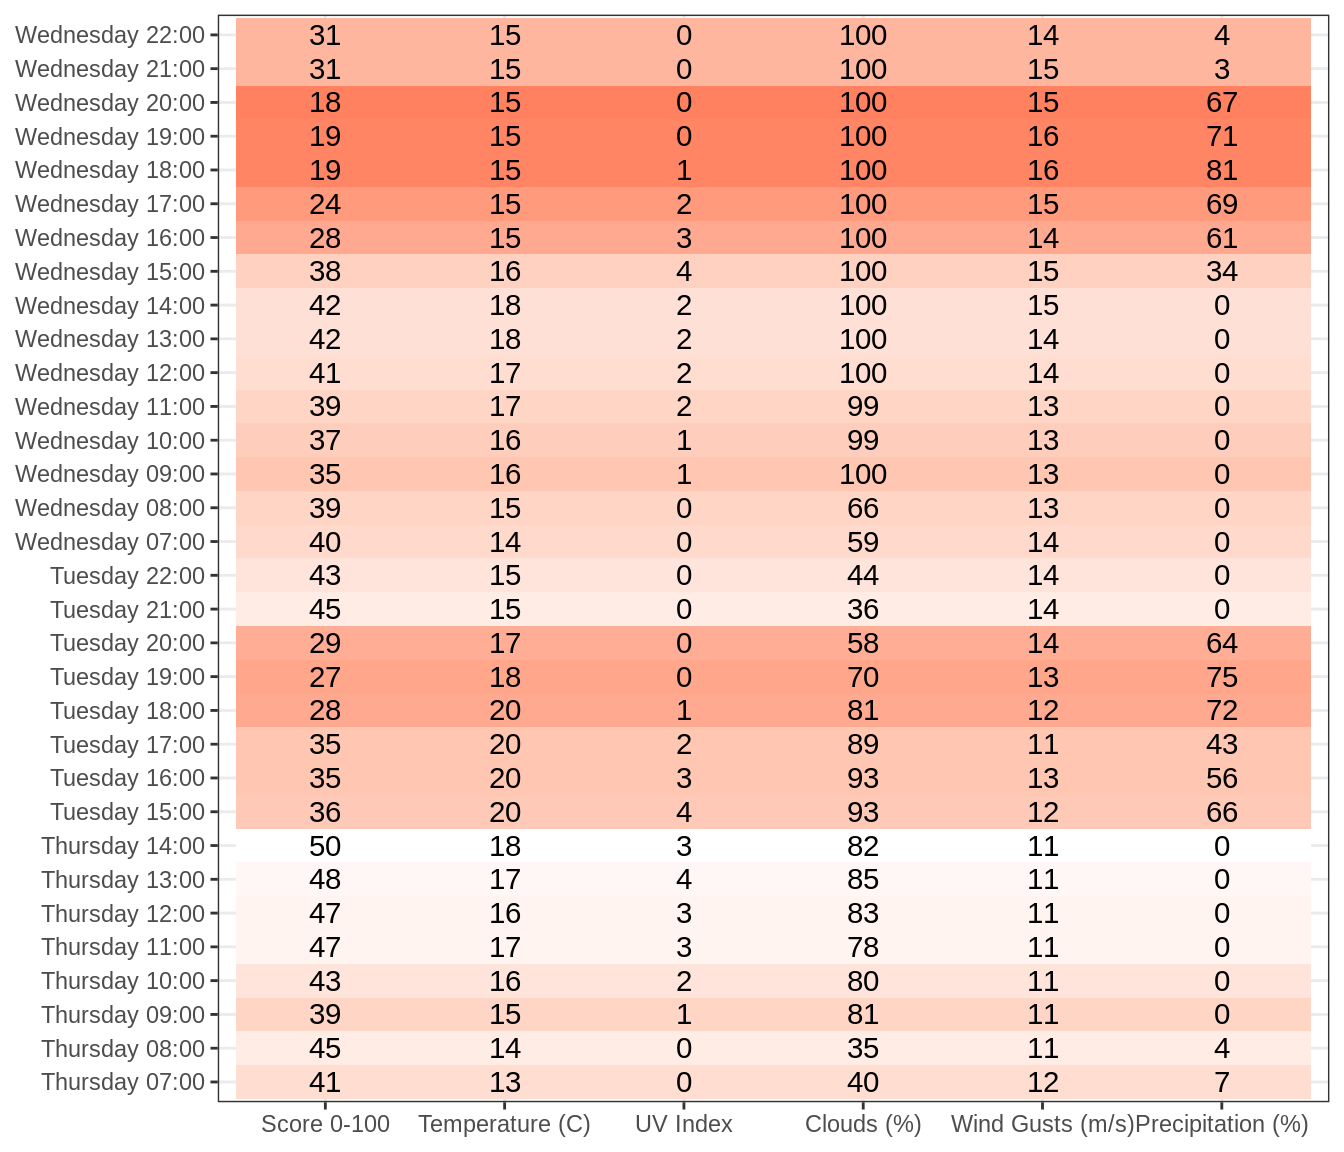 Wednesday 22:00 31 15 0 100 14 4
Wednesday 21:00 31 15 0 100 15 3
Wednesday 20:00 18 15 0 100 15 67
Wednesday 19:00 19 15 0 100 16 71
Wednesday 18:00 19 15 1 100 16 81
Wednesday 17:00 24 15 2 100 15 69
Wednesday 16:00 28 15 3 100 14 61
Wednesday 15:00 38 16 4 100 15 34
Wednesday 14:00 42 18 2 100 15 0
Wednesday 13:00 42 18 2 100 14 0
Wednesday 12:00 41 17 2 100 14 0
Wednesday 11:00 39 17 2 99 13 0
Wednesday 10:00 37 16 1 99 13 0
Wednesday 09:00 35 16 1 100 13 0
Wednesday 08:00 39 15 0 66 13 0
Wednesday 07:00 40 14 0 59 14 0
Tuesday 22:00 43 15 0 44 14 0
Tuesday 21:00 45 15 0 36 14 0
Tuesday 20:00 29 17 0 58 14 64
Tuesday 19:00 27 18 0 70 13 75
Tuesday 18:00 28 20 1 81 12 72
Tuesday 17:00 35 20 2 89 11 43
Tuesday 16:00 35 20 3 93 13 56
Tuesday 15:00 36 20 4 93 12 66
Thursday 14:00 50 18 3 82 11 0
Thursday 13:00 48 17 4 85 11 0
Thursday 12:00 47 16 3 83 11 0
Thursday 11:00 47 17 3 78 11 0
Thursday 10:00 43 16 2 80 11 0
Thursday 09:00 39 15 1 81 11 0
Thursday 08:00 45 14 0 35 11 4
Thursday 07:00 41 13 0 40 12 7
Score 0-100 Temperature (C) UV Index Clouds (%) Wind Gusts (m/s) Precipitation (%)